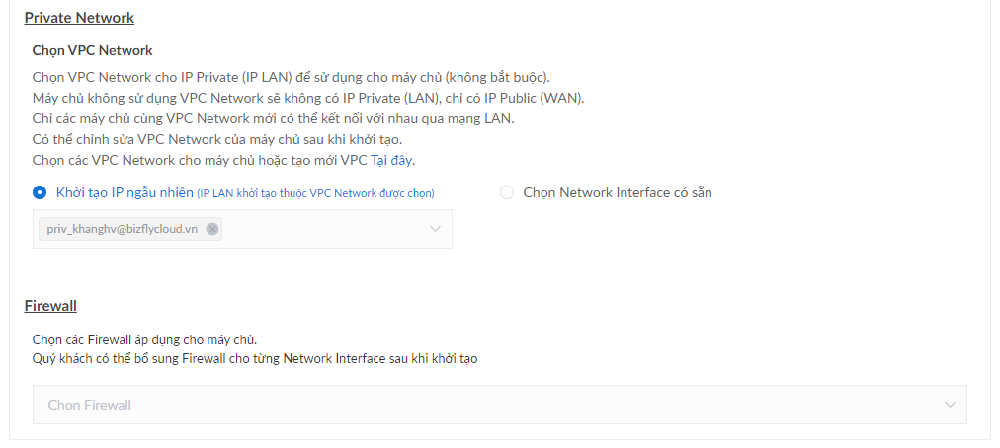 Private Network
Chọn VPC Network
Chọn VPC Network cho IP Private (IP LAN) để sử dụng cho máy chủ (không bắt buộc).
Máy chủ không sử dụng VPC Network sẽ không có IP Private (LAN), chỉ có IP Public (WAN).
Chỉ các máy chủ cùng VPC Network mới có thể kết nối với nhau qua mạng LAN.
Có thể chỉnh sửa VPC Network của máy chủ sau khi khởi tạo.
Chọn các VPC Network cho máy chủ hoặc tạo mới VPC Tại đây.
Khởi tạo IP ngẫu nhiên (IP LAN khởi tạo thuộc VPC Network được chọn)
Chọn Network Interface có sẵn
priv_khanghv@bizflycloud.vn
Firewall
Chọn các Firewall áp dụng cho máy chủ.
Quý khách có thể bổ sung Firewall cho từng Network Interface sau khi khởi tạo
Chọn Firewall